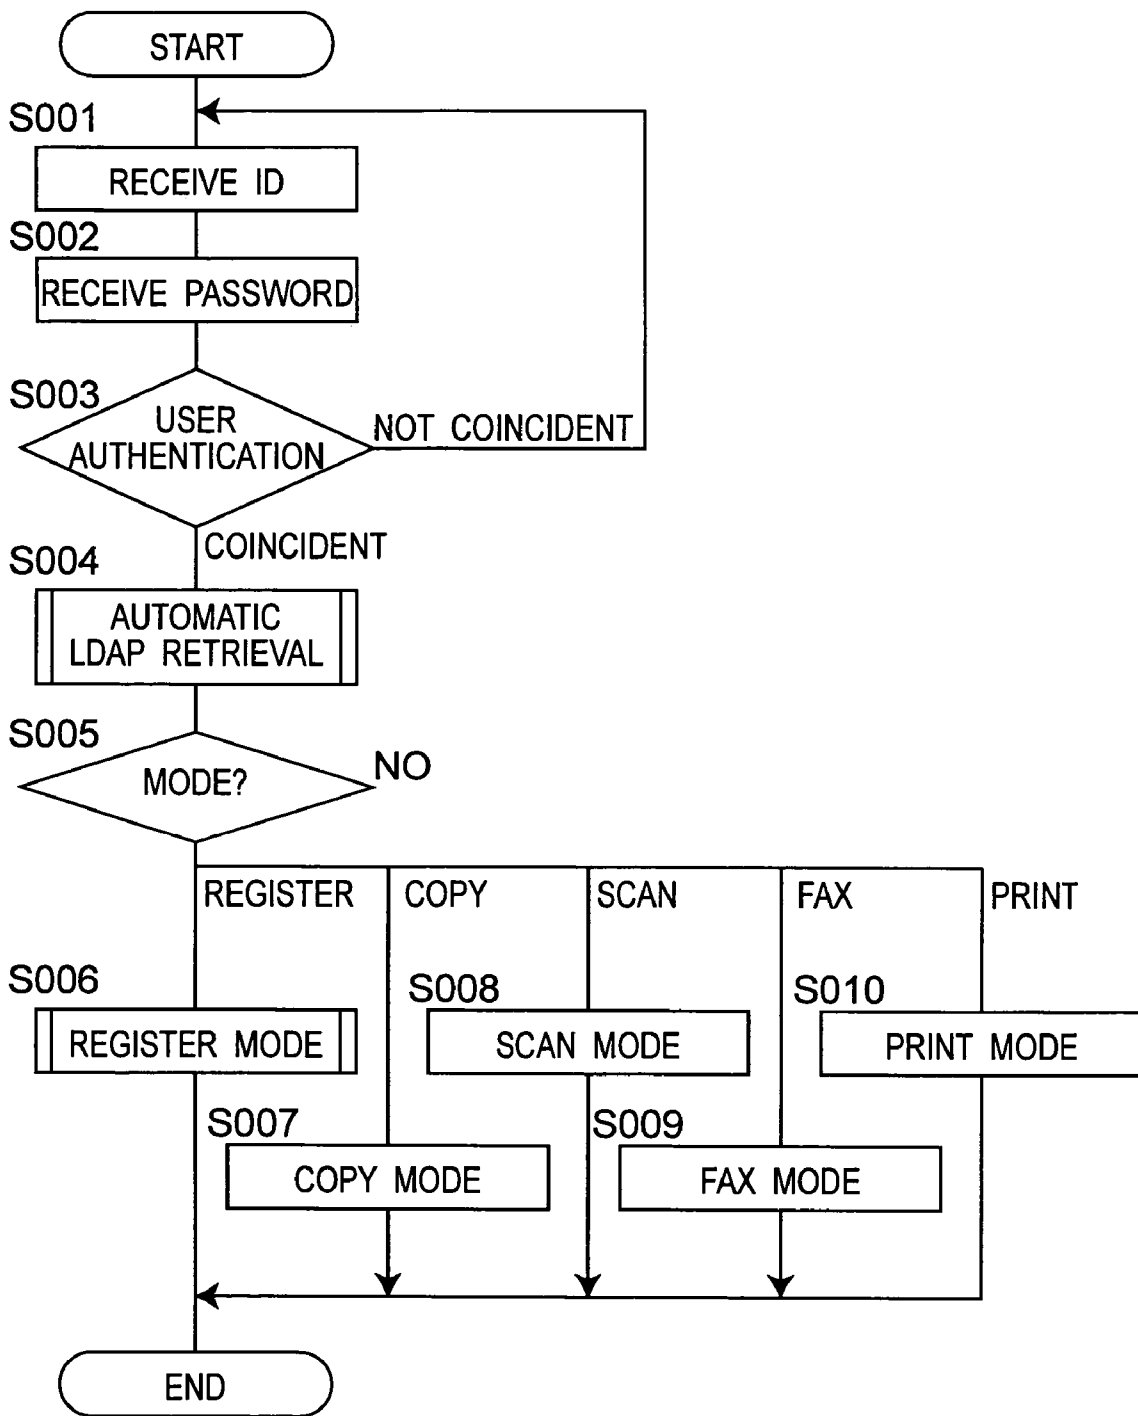 START
S001
RECEIVE ID
S002
RECEIVE PASSWORD
S003
USER
AUTHENTICATION
NOT COINCIDENT
COINCIDENT
S004
AUTOMATIC
LDAP RETRIEVAL
S005
MODE?
NO
REGISTER
COPY
SCAN
FAX
PRINT
S006
REGISTER MODE
S008
SCAN MODE
S010
PRINT MODE
S007
COPY MODE
S009
FAX MODE
END